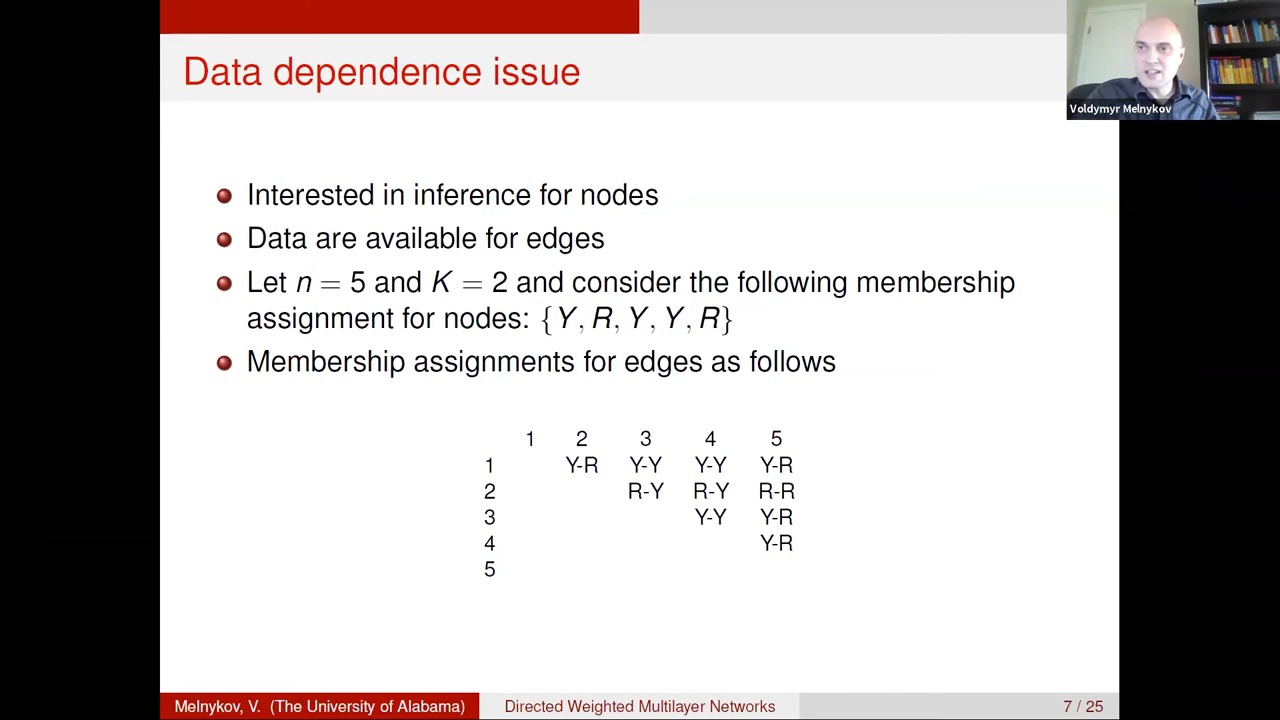 Data dependence issue
Voldymyr Melnykov
Interested in inference for nodes
Data are available for edges
Let n = 5 and K = 2 and consider the following membership
assignment for nodes: {Y, R, Y, Y, R}
Membership assignments for edges as follows
1 2 3 4 5
1 Y-R Y-Y Y-Y Y-R
2 R-Y R-Y R-R
3 Y-Y Y-R
4 Y-R
5
Melnykov, V. (The University of Alabama) Directed Weighted Multilayer Networks 7 / 25